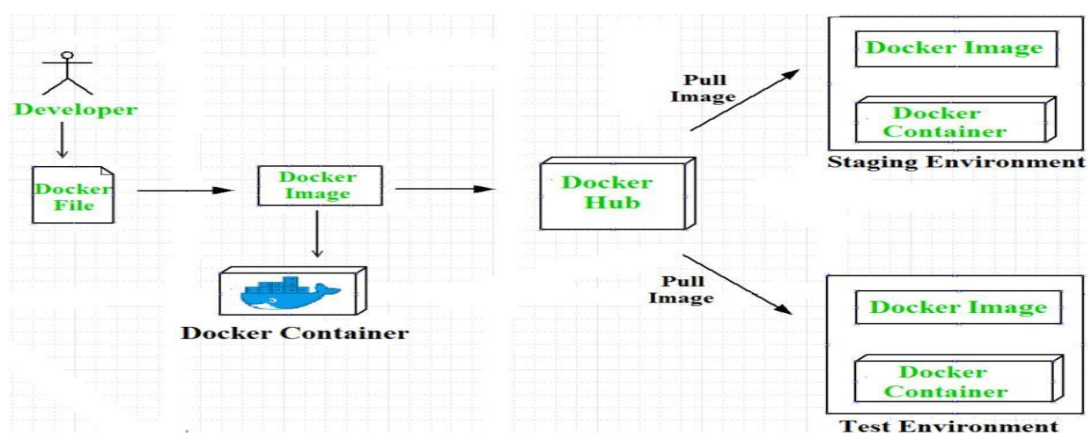 Developer
Docker
File
Docker
Image
Docker Container
Docker
Hub
Pull
Image
Docker Image
Docker
Container
Staging Environment
Pull
Image
Docker Image
Docker
Container
Test Environment